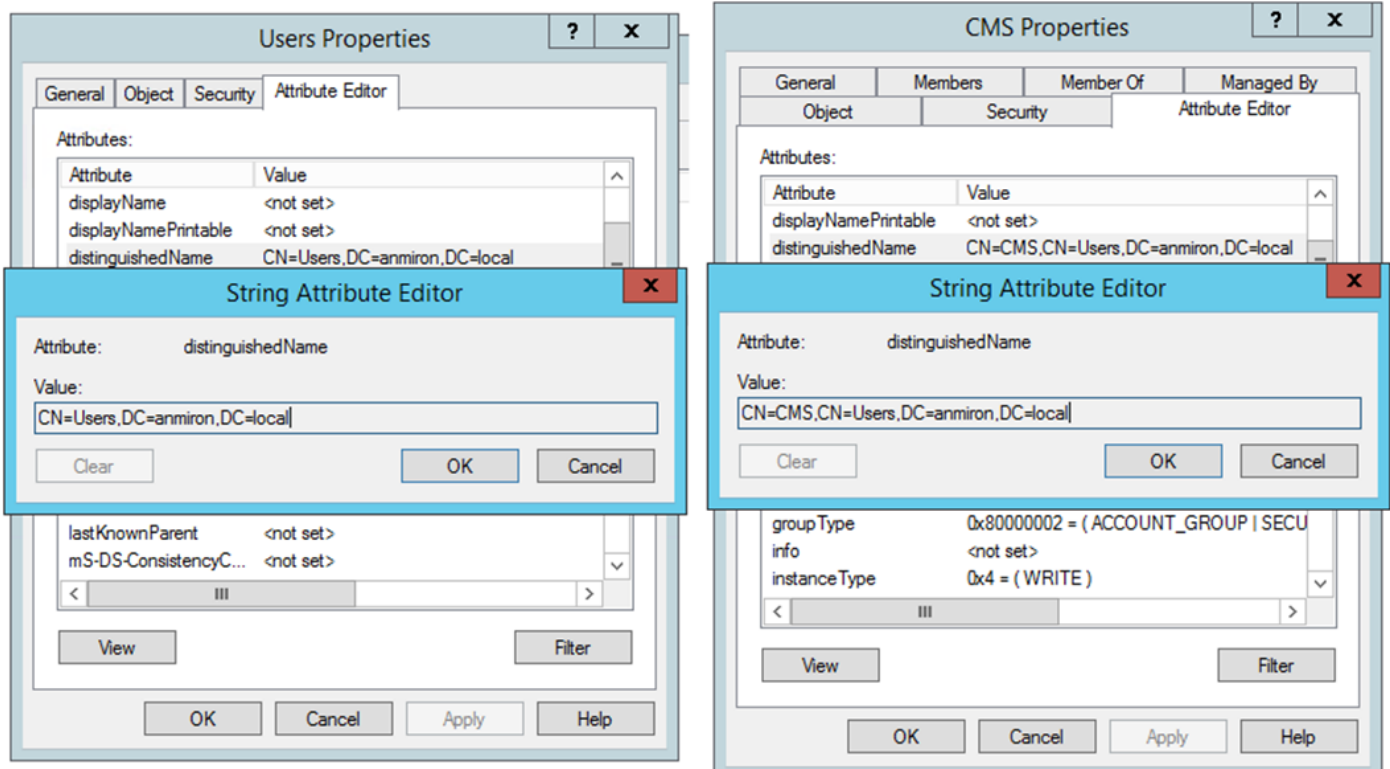 Users Properties
? x
General Object Security Attribute Editor
Attributes:
Attribute Value
displayName <not set>
displayNamePrintable <not set>
distinguishedName CN=Users,DC=anmiron,DC=local
String Attribute Editor
x
Attribute: distinguishedName
Value:
CN=Users,DC=anmiron,DC=local
Clear OK Cancel
lastKnownParent <not set>
mS-DS-ConsistencyC... <not set>
View Filter
OK Cancel Apply Help
CMS Properties
? x
General Members Member Of Managed By
Object Security Attribute Editor
Attributes:
Attribute Value
displayNamePrintable <not set>
distinguishedName CN=CMS,CN=Users,DC=anmiron,DC=local
String Attribute Editor
x
Attribute: distinguishedName
Value:
CN=CMS,CN=Users,DC=anmiron,DC=local
Clear OK Cancel
groupType 0x80000002 = ( ACCOUNT_GROUP | SECU
info <not set>
instanceType 0x4 = ( WRITE )
View Filter
OK Cancel Apply Help